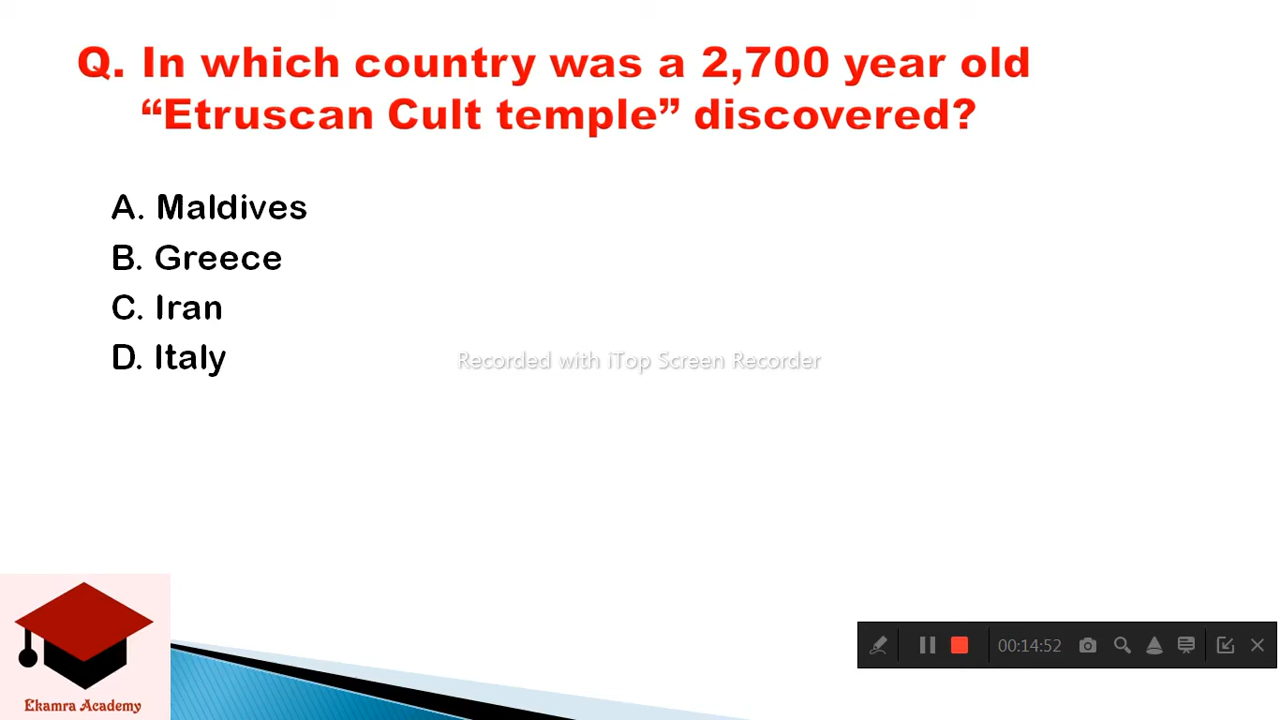 Q. In which country was a 2,700 year old
“Etruscan Cult temple” discovered?
A. Maldives
B. Greece
C. Iran
D. Italy
Recorded with iTop Screen Recorder
00:14:52
Ekamra Academy